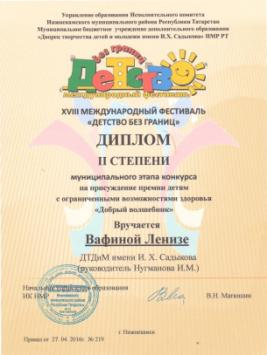 Управление образования Исполнительного комитета
Нижнекамского муниципального района Республики Татарстан
Муниципальное бюджетное учреждение дополнительного образования
«Дворец творчества детей и молодежи имени И.Х. Садыкова» НМР РТ
без границ
Детство
международный фестиваль
XVIII МЕЖДУНАРОДНЫЙ ФЕСТИВАЛЬ
«ДЕТСТВО БЕЗ ГРАНИЦ»
ДИПЛОМ
II СТЕПЕНИ
муниципального этапа конкурса
на присуждение премии детям
с ограниченными возможностями здоровья
«Добрый волшебник»
Вручается
Вафиной Ленизе
ДТДиМ имени И. Х. Садыкова
(руководитель Нугманова И.М.)
Начальник образования
ИК НМР В.Н.
г. Нижнекамск
Приказ от 27. 04. 2016г. № 219